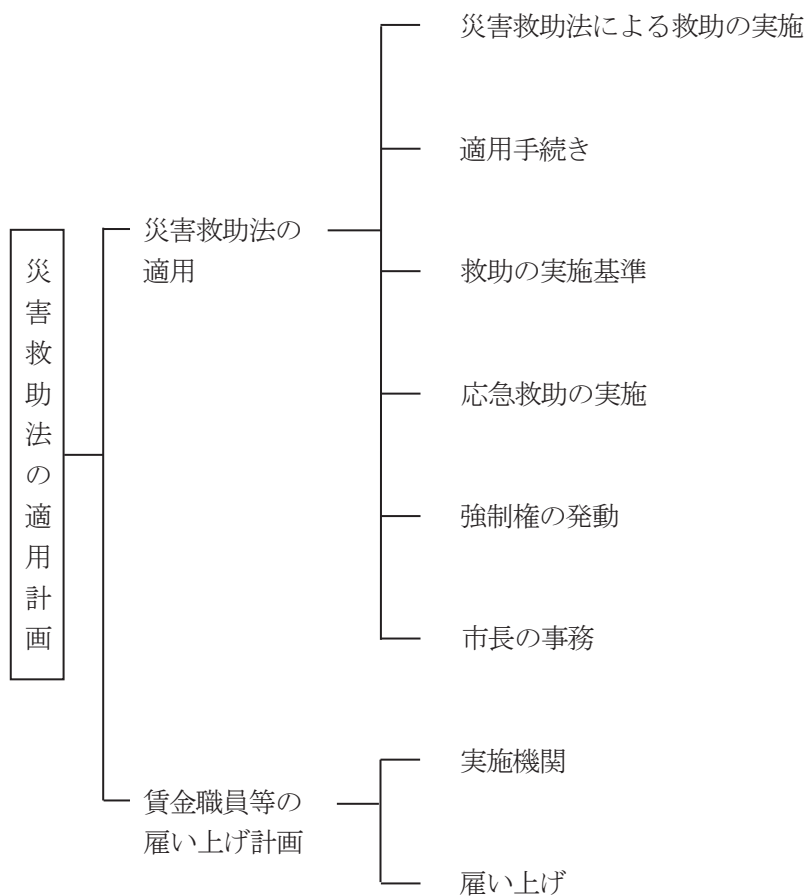 災害救助法の適用計画
災害救助法の
適用
災害救助法による救助の実施
適用手続き
救助の実施基準
応急救助の実施
強制権の発動
市長の事務
賃金職員等の
雇い上げ計画
実施機関
雇い上げ